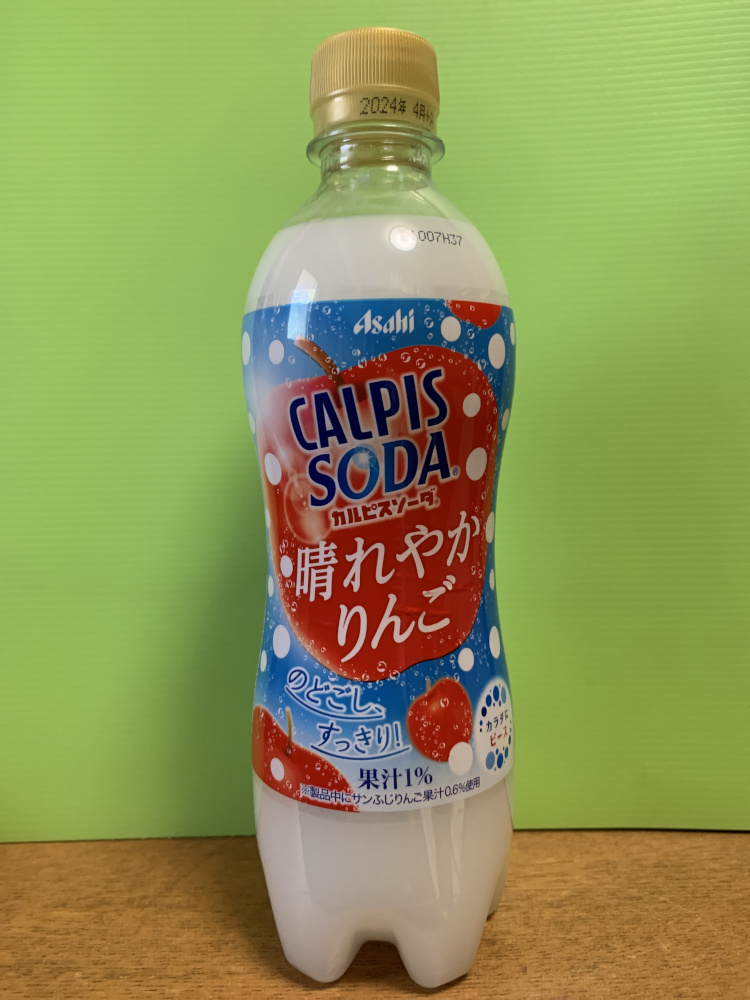 2024年 4月
007H37
Asahi
CALPIS
SODA®
カルピスソーダ®
晴れやか
りんご
のどごし、
すっきり!
カラダに
ピース
果汁1%
※製品中にサンふじりんご果汁0.6%使用